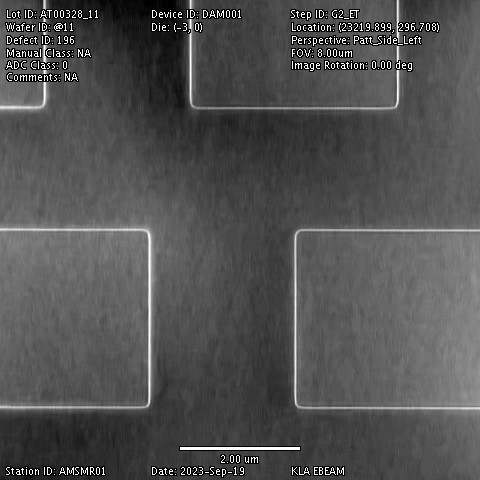 Lot ID: AT00328_11
Wafer ID: @11
Defect ID: 196
Manual Class: NA
ADC Class: 0
Comments: NA
Device ID: DAM001
Die: (-3, 0)
Step ID: G2_ET
Location: (23219.899, 296.708)
Perspective: Patt_Side_Left
FOV: 8.00um
Image Rotation: 0.00 deg
2.00 um
Station ID: AMSMR01
Date: 2023-Sep-19
KLA EBEAM